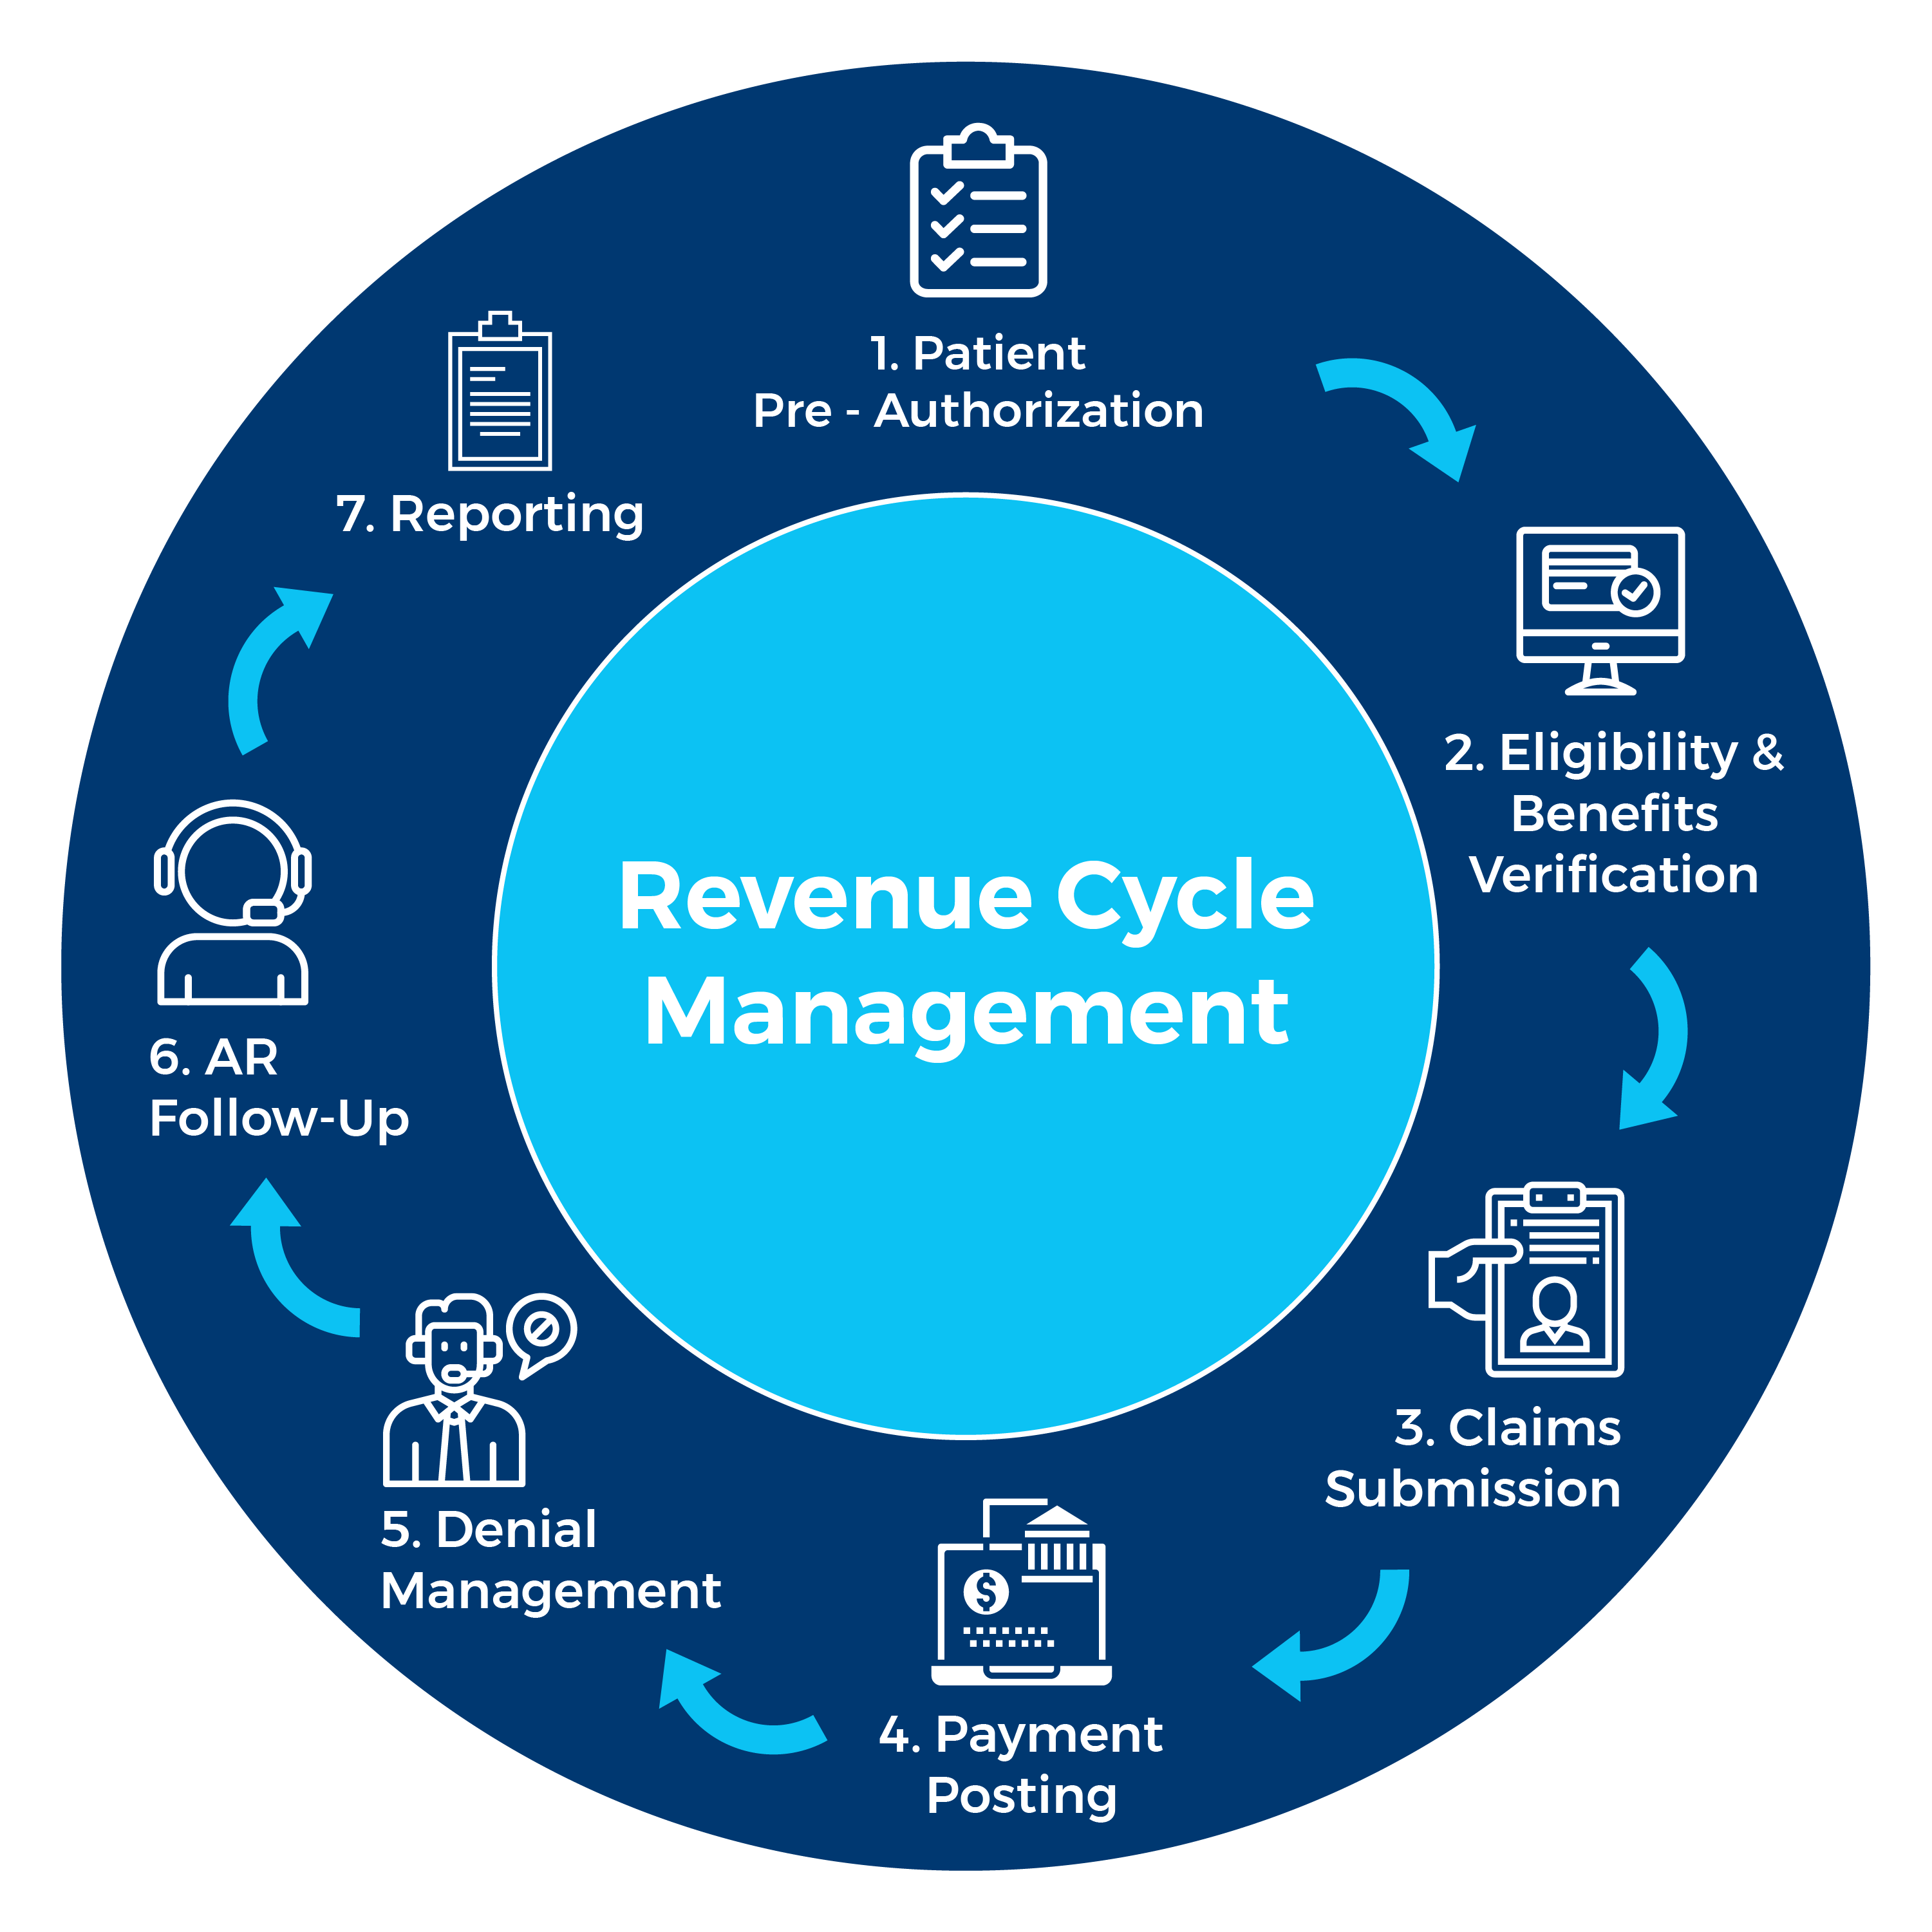 1. Patient
Pre - Authorization
2. Eligibility &
Benefits
Verification
3. Claims
Submission
4. Payment
Posting
5. Denial
Management
6. AR
Follow-Up
7. Reporting
Revenue Cycle
Management